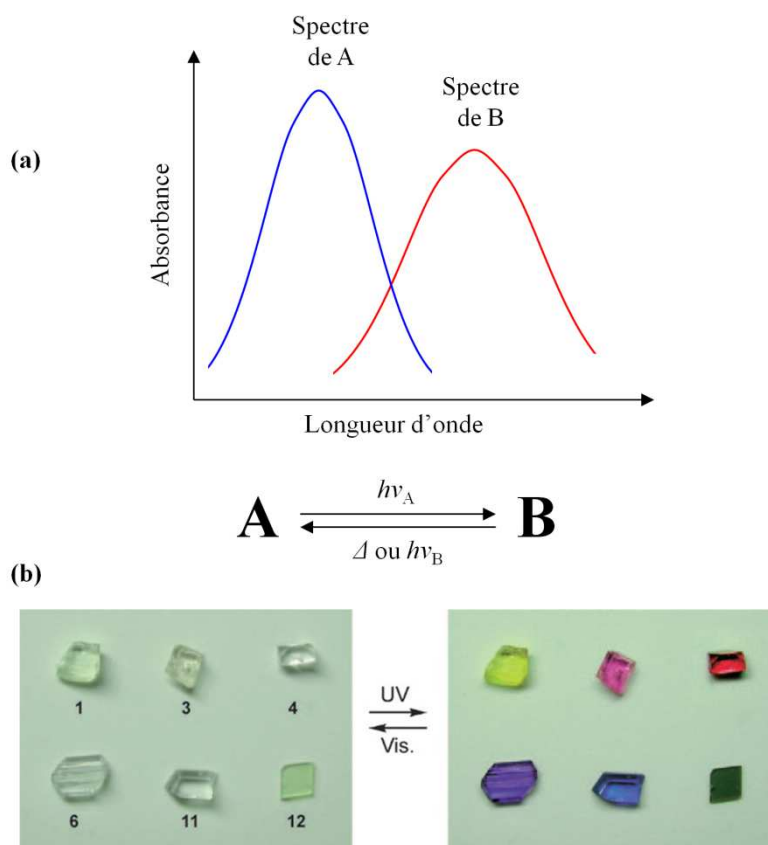 Spectre
de A
Spectre
de B
(a)
Absorbance
Longueur d'onde
A
hνA
B
Δ ou hνB
(b)
1
3
4
UV
Vis.
6
11
12